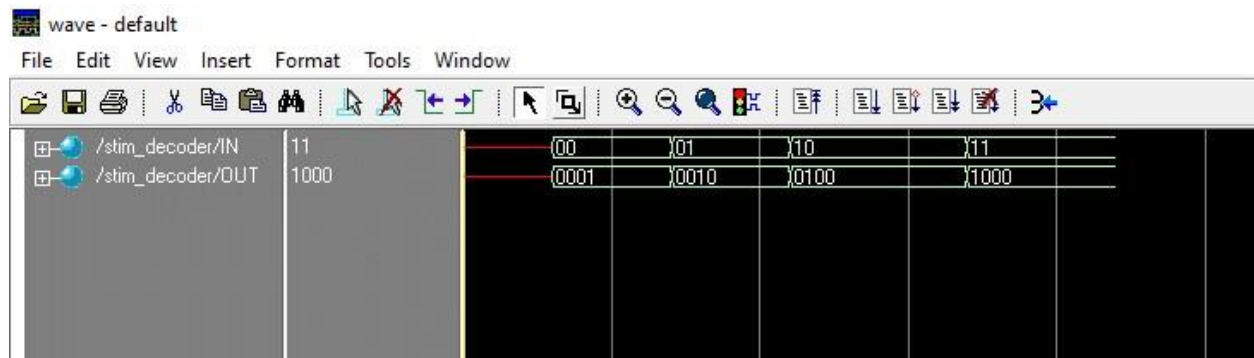 wave - default
File Edit View Insert Format Tools Window
/stim_decoder/IN 11 00 01 10 11
/stim_decoder/OUT 1000 0001 0010 0100 1000